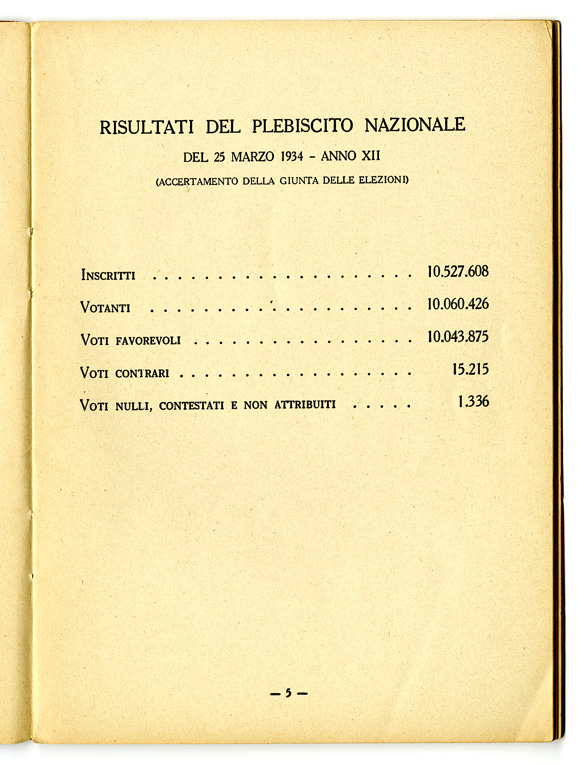 RISULTATI DEL PLEBISCITO NAZIONALE
DEL 25 MARZO 1934 - ANNO XII
(ACCERTAMENTO DELLA GIUNTA DELLE ELEZIONI)
INSCRITTI . . . . . . . . . . . . . . . . . . . . 10.527.608
VOTANTI . . . . . . . . . . . . . . . . . . . . . 10.060.426
VOTI FAVOREVOLI . . . . . . . . . . . . . . . . . 10.043.875
VOTI CONTRARI . . . . . . . . . . . . . . . . . . 15.215
VOTI NULLI, CONTESTATI E NON ATTRIBUITI . . . . . 1.336
— 5 —